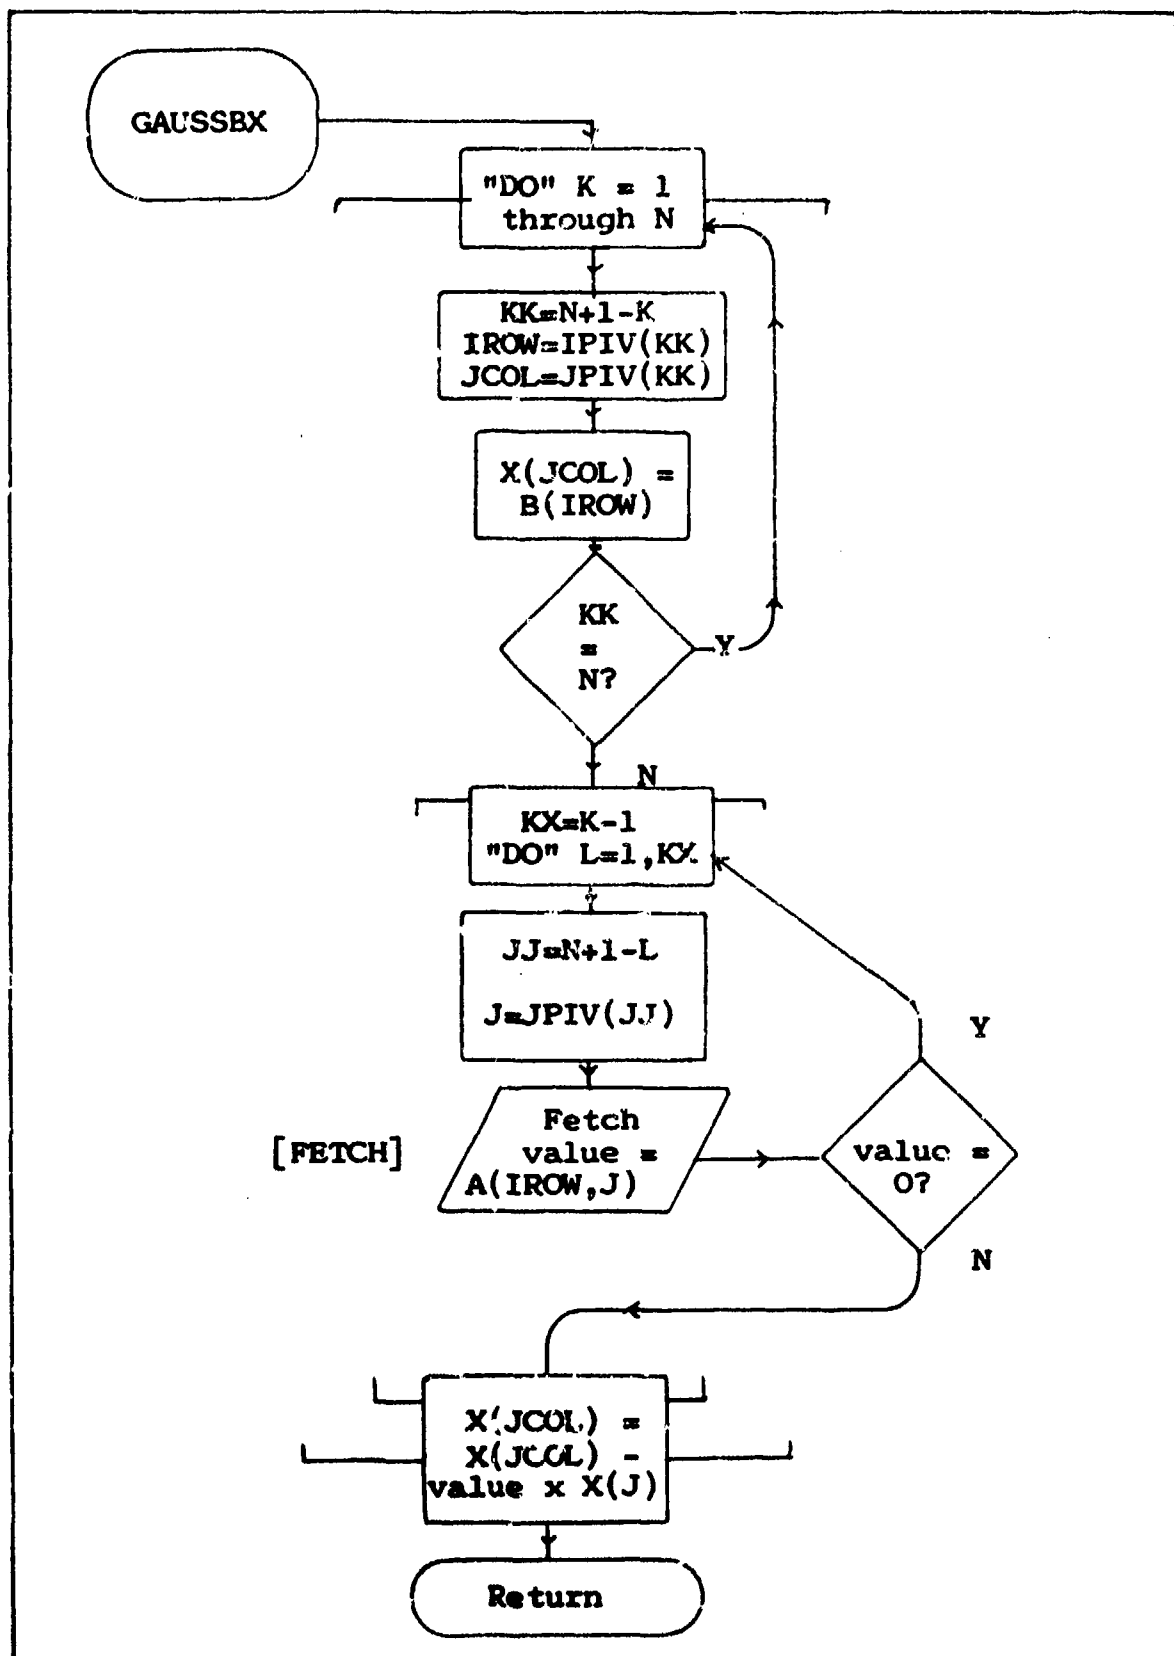 GAUSSBX
"DO" K = 1
through N
KK=N+1-K
IROW=IPIV(KK)
JCOL=JPIV(KK)
X(JCOL) =
B(IROW)
KK
=
N?
Y
N
KX=K-1
"DO" L=1,KX
JJ=N+1-L
J=JPIV(JJ)
[FETCH]
Fetch
value =
A(IROW,J)
Y
value =
0?
N
X(JCOL) =
X(JCOL) -
value x X(J)
Return